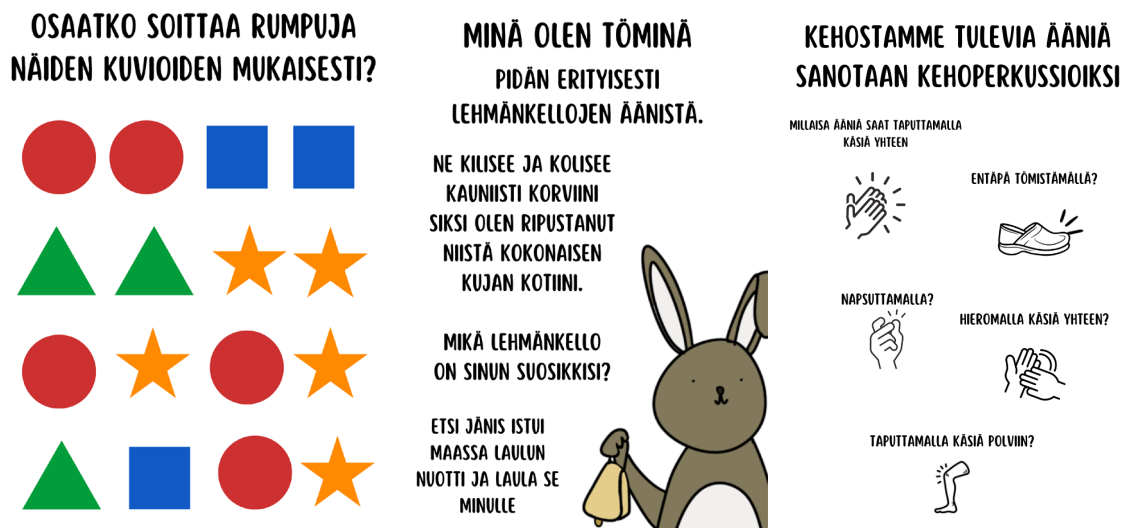 OSAATKO SOITTAA RUMPUJA
NÄIDEN KUVIOIDEN MUKAISESTI?
MINÄ OLEN TÖMINÄ
PIDÄN ERITYISESTI
LEHMÄNKELLOJEN ÄÄNISTÄ.
NE KILISEE JA KOLISEE
KAUNIISTI KORVIINI
SIKSI OLEN RIPUSTANUT
NIISTÄ KOKONAISEN
KUJAN KOTIINI.
MIKÄ LEHMÄNKELLO
ON SINUN SUOSIKKISI?
ETSI JÄNIS ISTUI
MAASSA LAULUN
NUOTTI JA LAULA SE
MINULLE
KEHOSTAMME TULEVIA ÄÄNIÄ
SANOTAAN KEHOPERKUSSIOIKSI
MILLAISA ÄÄNIÄ SAAT TAPUTTAMALLA
KÄSIÄ YHTEEN
ENTÄPÄ TÖMISTÄMÄLLÄ?
NAPSUTTAMALLA?
HIEROMALLA KÄSIÄ YHTEEN?
TAPUTTAMALLA KÄSIÄ POLVIIN?